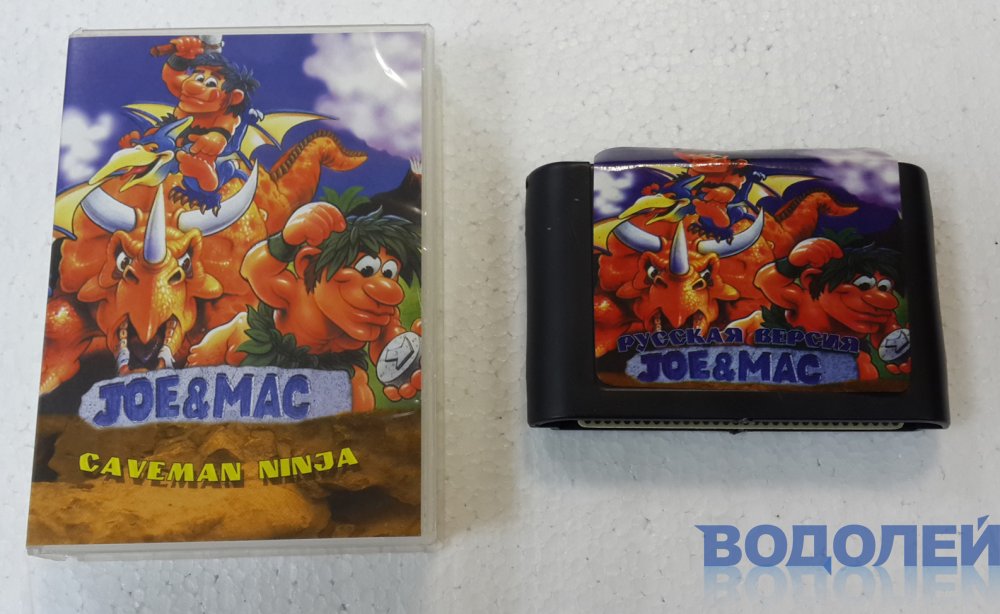 JOE & MAC
CAVEMAN NINJA
РУССКАЯ ВЕРСИЯ
JOE & MAC
ВОДОЛЕЙ